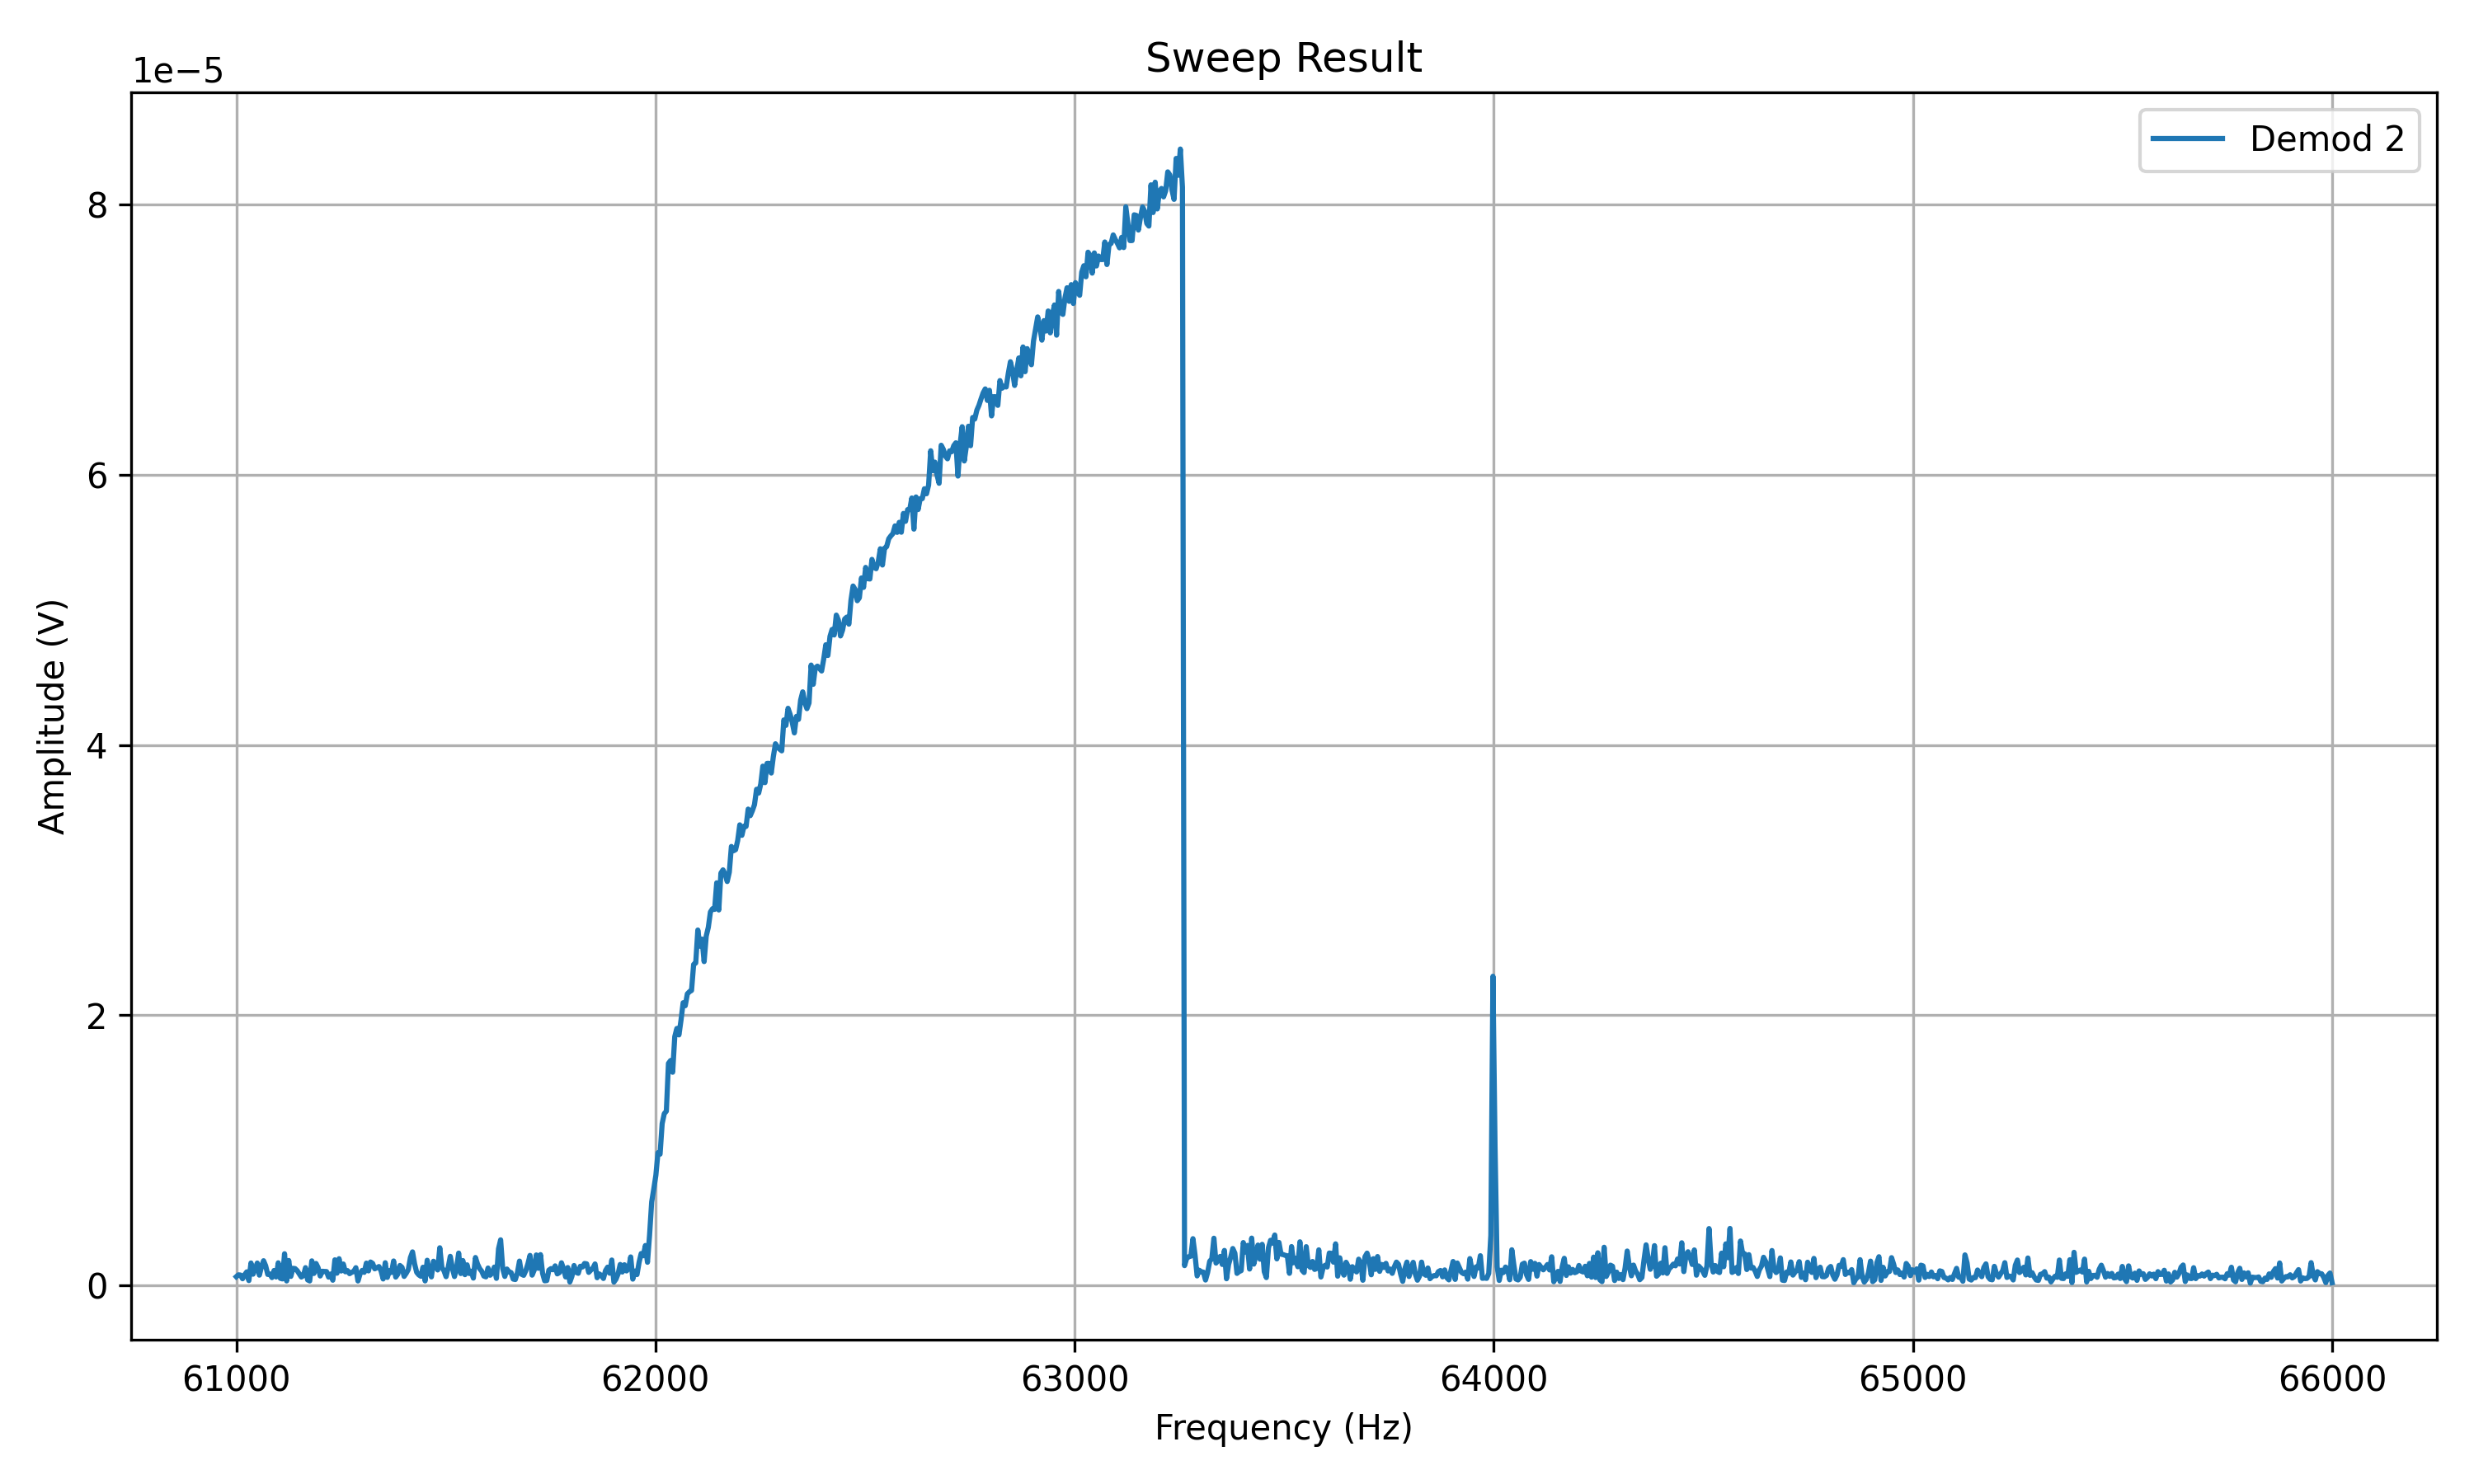 Sweep Result
1e−5
Demod 2
8
6
4
2
0
Amplitude (V)
61000 62000 63000 64000 65000 66000
Frequency (Hz)